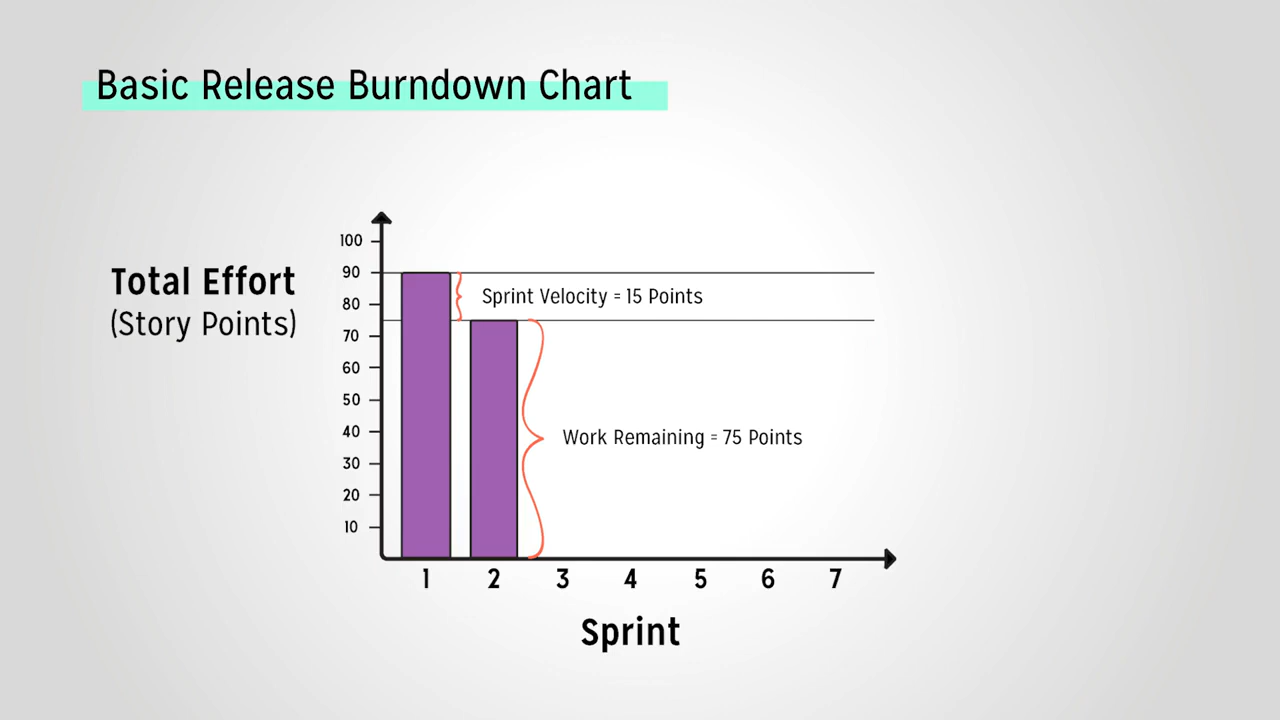 Basic Release Burndown Chart
Total Effort
(Story Points)
100
90
80
70
60
50
40
30
20
10
Sprint Velocity = 15 Points
Work Remaining = 75 Points
1 2 3 4 5 6 7
Sprint